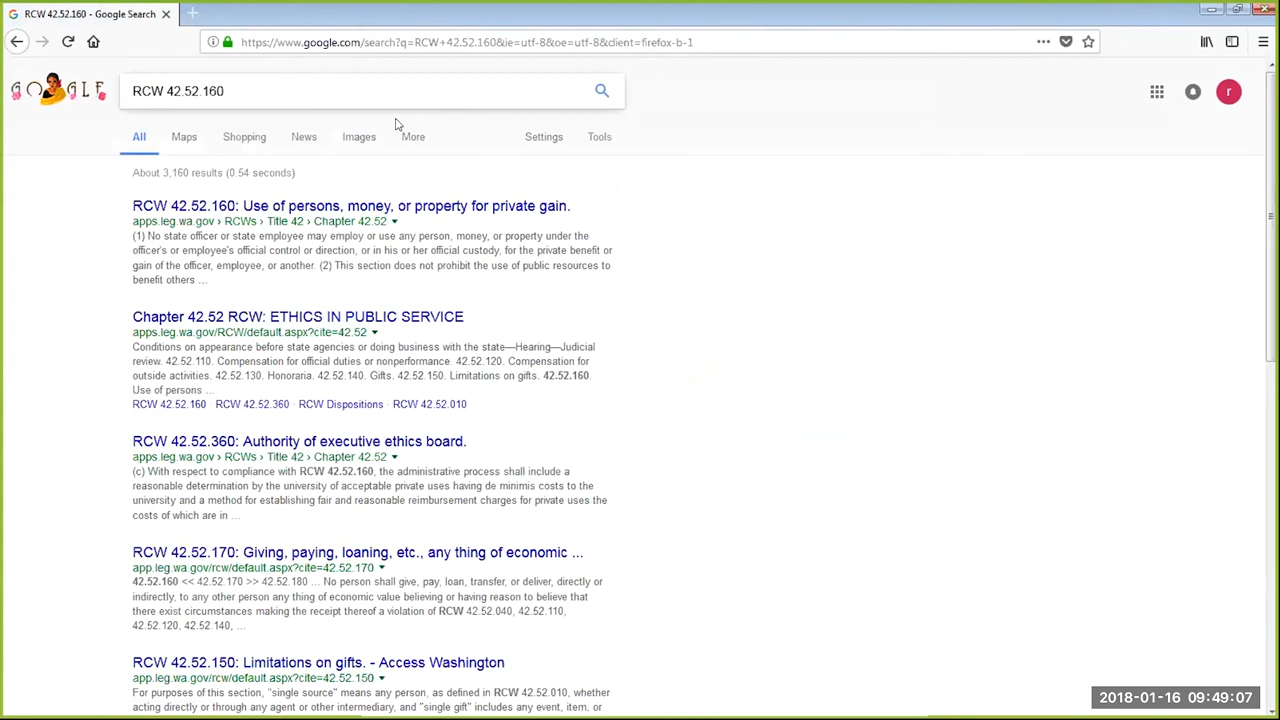 RCW 42.52.160 - Google Search
https://www.google.com/search?q=RCW+42.52.160&ie=utf-8&oe=utf-8&client=firefox-b-1
GOOGLE
RCW 42.52.160
r
All Maps Shopping News Images More Settings Tools
About 3,160 results (0.54 seconds)
RCW 42.52.160: Use of persons, money, or property for private gain.
apps.leg.wa.gov › RCWs › Title 42 › Chapter 42.52
(1) No state officer or state employee may employ or use any person, money, or property under the
officer's or employee's official control or direction, or in his or her official custody, for the private benefit or
gain of the officer, employee, or another. (2) This section does not prohibit the use of public resources to
benefit others ...
Chapter 42.52 RCW: ETHICS IN PUBLIC SERVICE
apps.leg.wa.gov/RCW/default.aspx?cite=42.52
Conditions on appearance before state agencies or doing business with the state—Hearing—Judicial
review. 42.52.110. Compensation for official duties or nonperformance. 42.52.120. Compensation for
outside activities. 42.52.130. Honoraria. 42.52.140. Gifts. 42.52.150. Limitations on gifts. 42.52.160.
Use of persons ...
RCW 42.52.160 · RCW 42.52.360 · RCW Dispositions · RCW 42.52.010
RCW 42.52.360: Authority of executive ethics board.
apps.leg.wa.gov › RCWs › Title 42 › Chapter 42.52
(c) With respect to compliance with RCW 42.52.160, the administrative process shall include a
reasonable determination by the university of acceptable private uses having de minimis costs to the
university and a method for establishing fair and reasonable reimbursement charges for private uses the
costs of which are in ...
RCW 42.52.170: Giving, paying, loaning, etc., any thing of economic ...
app.leg.wa.gov/rcw/default.aspx?cite=42.52.170
42.52.160 << 42.52.170 >> 42.52.180 ... No person shall give, pay, loan, transfer, or deliver, directly or
indirectly, to any other person any thing of economic value believing or having reason to believe that
there exist circumstances making the receipt thereof a violation of RCW 42.52.040, 42.52.110,
42.52.120, 42.52.140, ...
RCW 42.52.150: Limitations on gifts. - Access Washington
app.leg.wa.gov/rcw/default.aspx?cite=42.52.150
For purposes of this section, "single source" means any person, as defined in RCW 42.52.010, whether
acting directly or through any agent or other intermediary, and "single gift" includes any event, item, or
2018-01-16 09:49:07